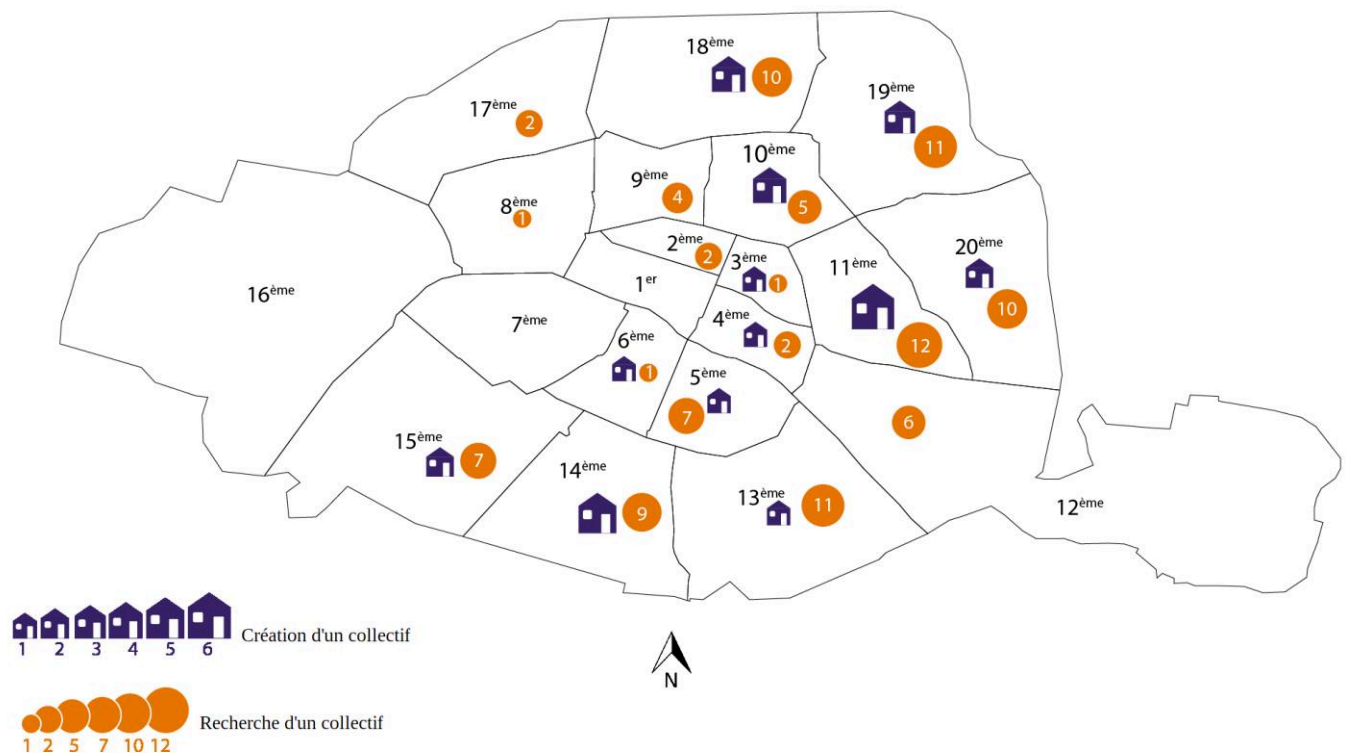 18ème
10
17ème
2
19ème
11
10ème
5
9ème
4
8ème
1
2ème
2
3ème
1
20ème
10
11ème
12
1er
16ème
7ème
4ème
2
6ème
1
5ème
7
6
15ème
7
14ème
9
13ème
11
12ème
1 2 3 4 5 6
Création d'un collectif
N
1 2 5 7 10 12
Recherche d'un collectif